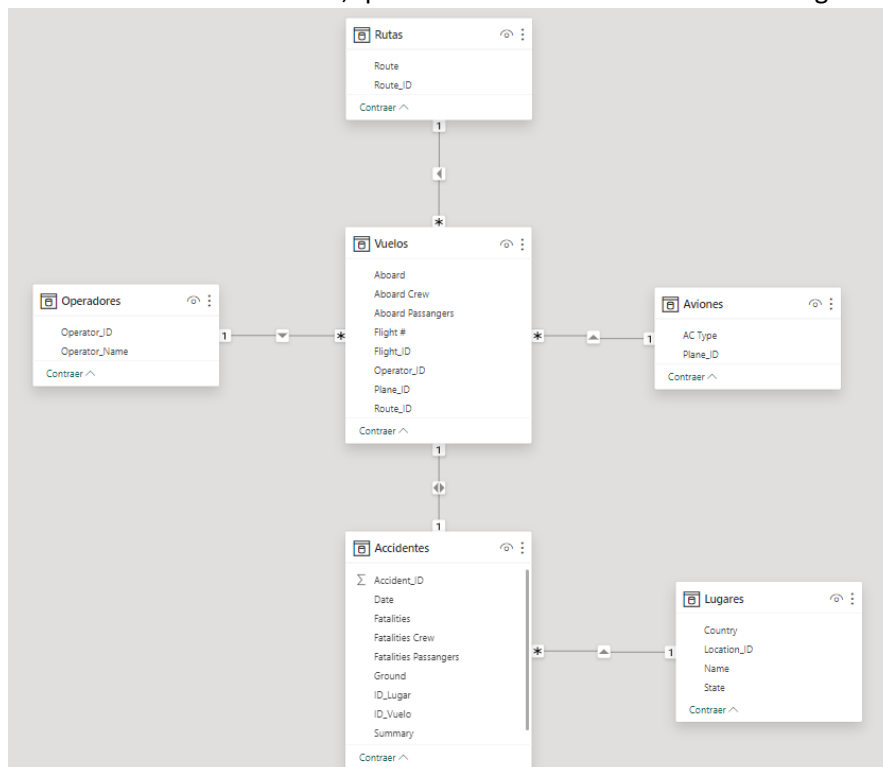 Rutas
Route
Route_ID
Contraer
1
*
Vuelos
Aboard
Aboard Crew
Aboard Passangers
Flight #
Flight_ID
Operator_ID
Plane_ID
Route_ID
Contraer
Operadores
Operator_ID
Operator_Name
Contraer
1
*
Aviones
AC Type
Plane_ID
Contraer
*
1
1
1
Accidentes
Σ Accident_ID
Date
Fatalities
Fatalities Crew
Fatalities Passangers
Ground
ID_Lugar
ID_Vuelo
Summary
Contraer
*
1
Lugares
Country
Location_ID
Name
State
Contraer